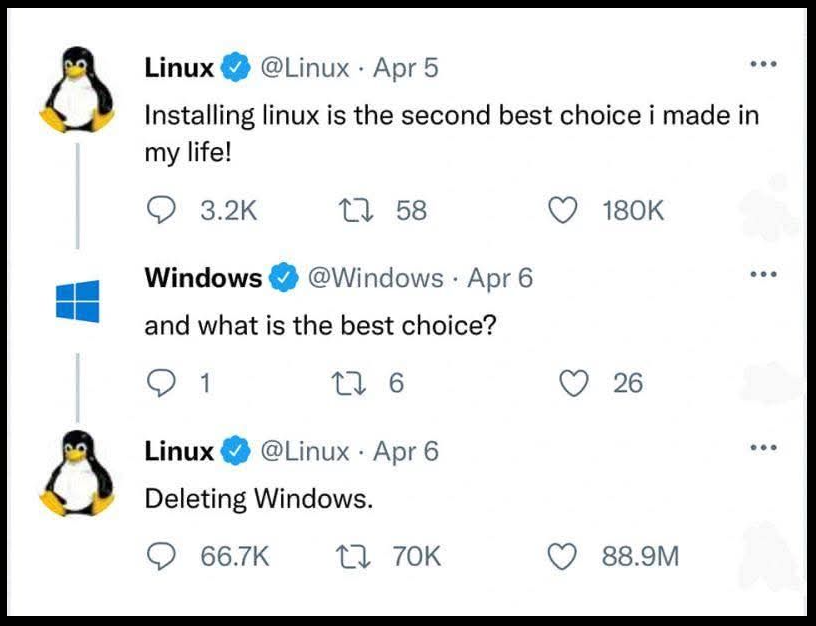 Linux @Linux · Apr 5
Installing linux is the second best choice i made in
my life!
3.2K 58 180K
Windows @Windows · Apr 6
and what is the best choice?
1 6 26
Linux @Linux · Apr 6
Deleting Windows.
66.7K 70K 88.9M